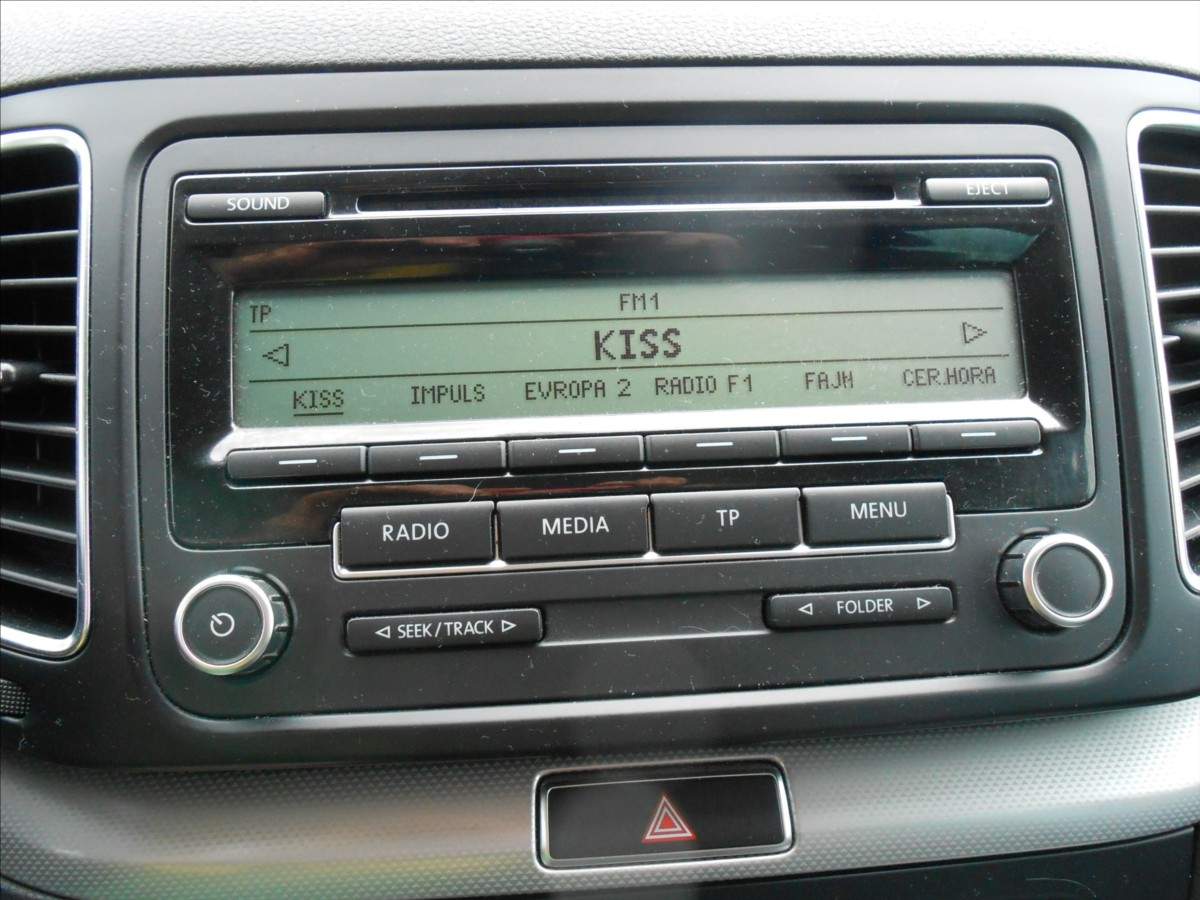 SOUND EJECT
TP FM1
KISS
KISS IMPULS EVROPA 2 RADIO F1 FAJN CER.HORA
RADIO MEDIA TP MENU
SEEK/TRACK FOLDER